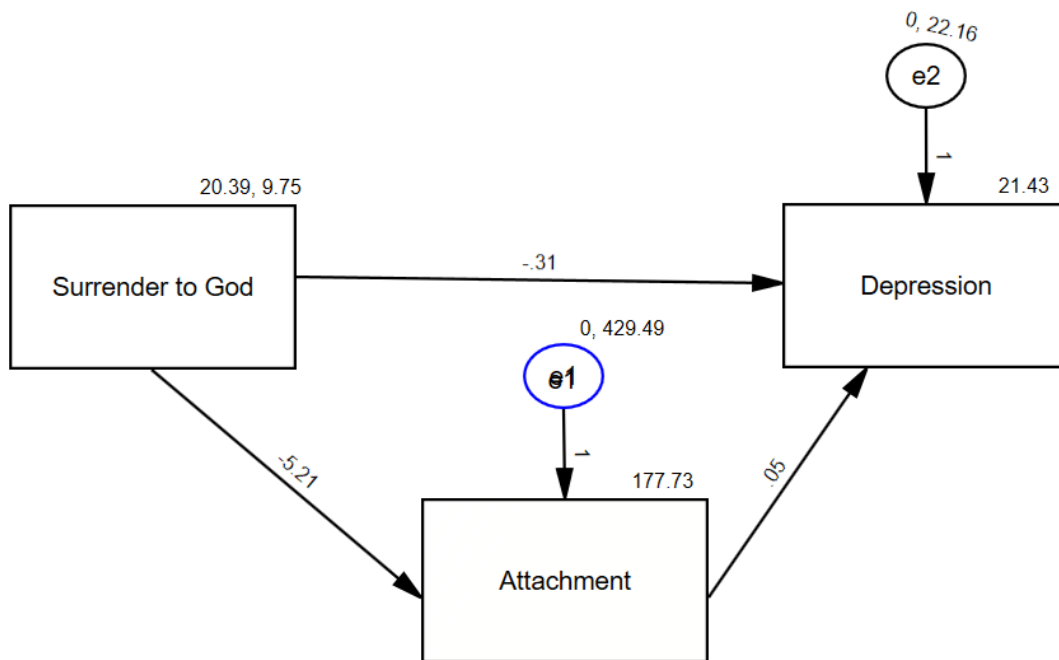 0, 22.16
e2
1
20.39, 9.75
21.43
Surrender to God
-.31
Depression
0, 429.49
e1
1
-5.21
.05
177.73
Attachment